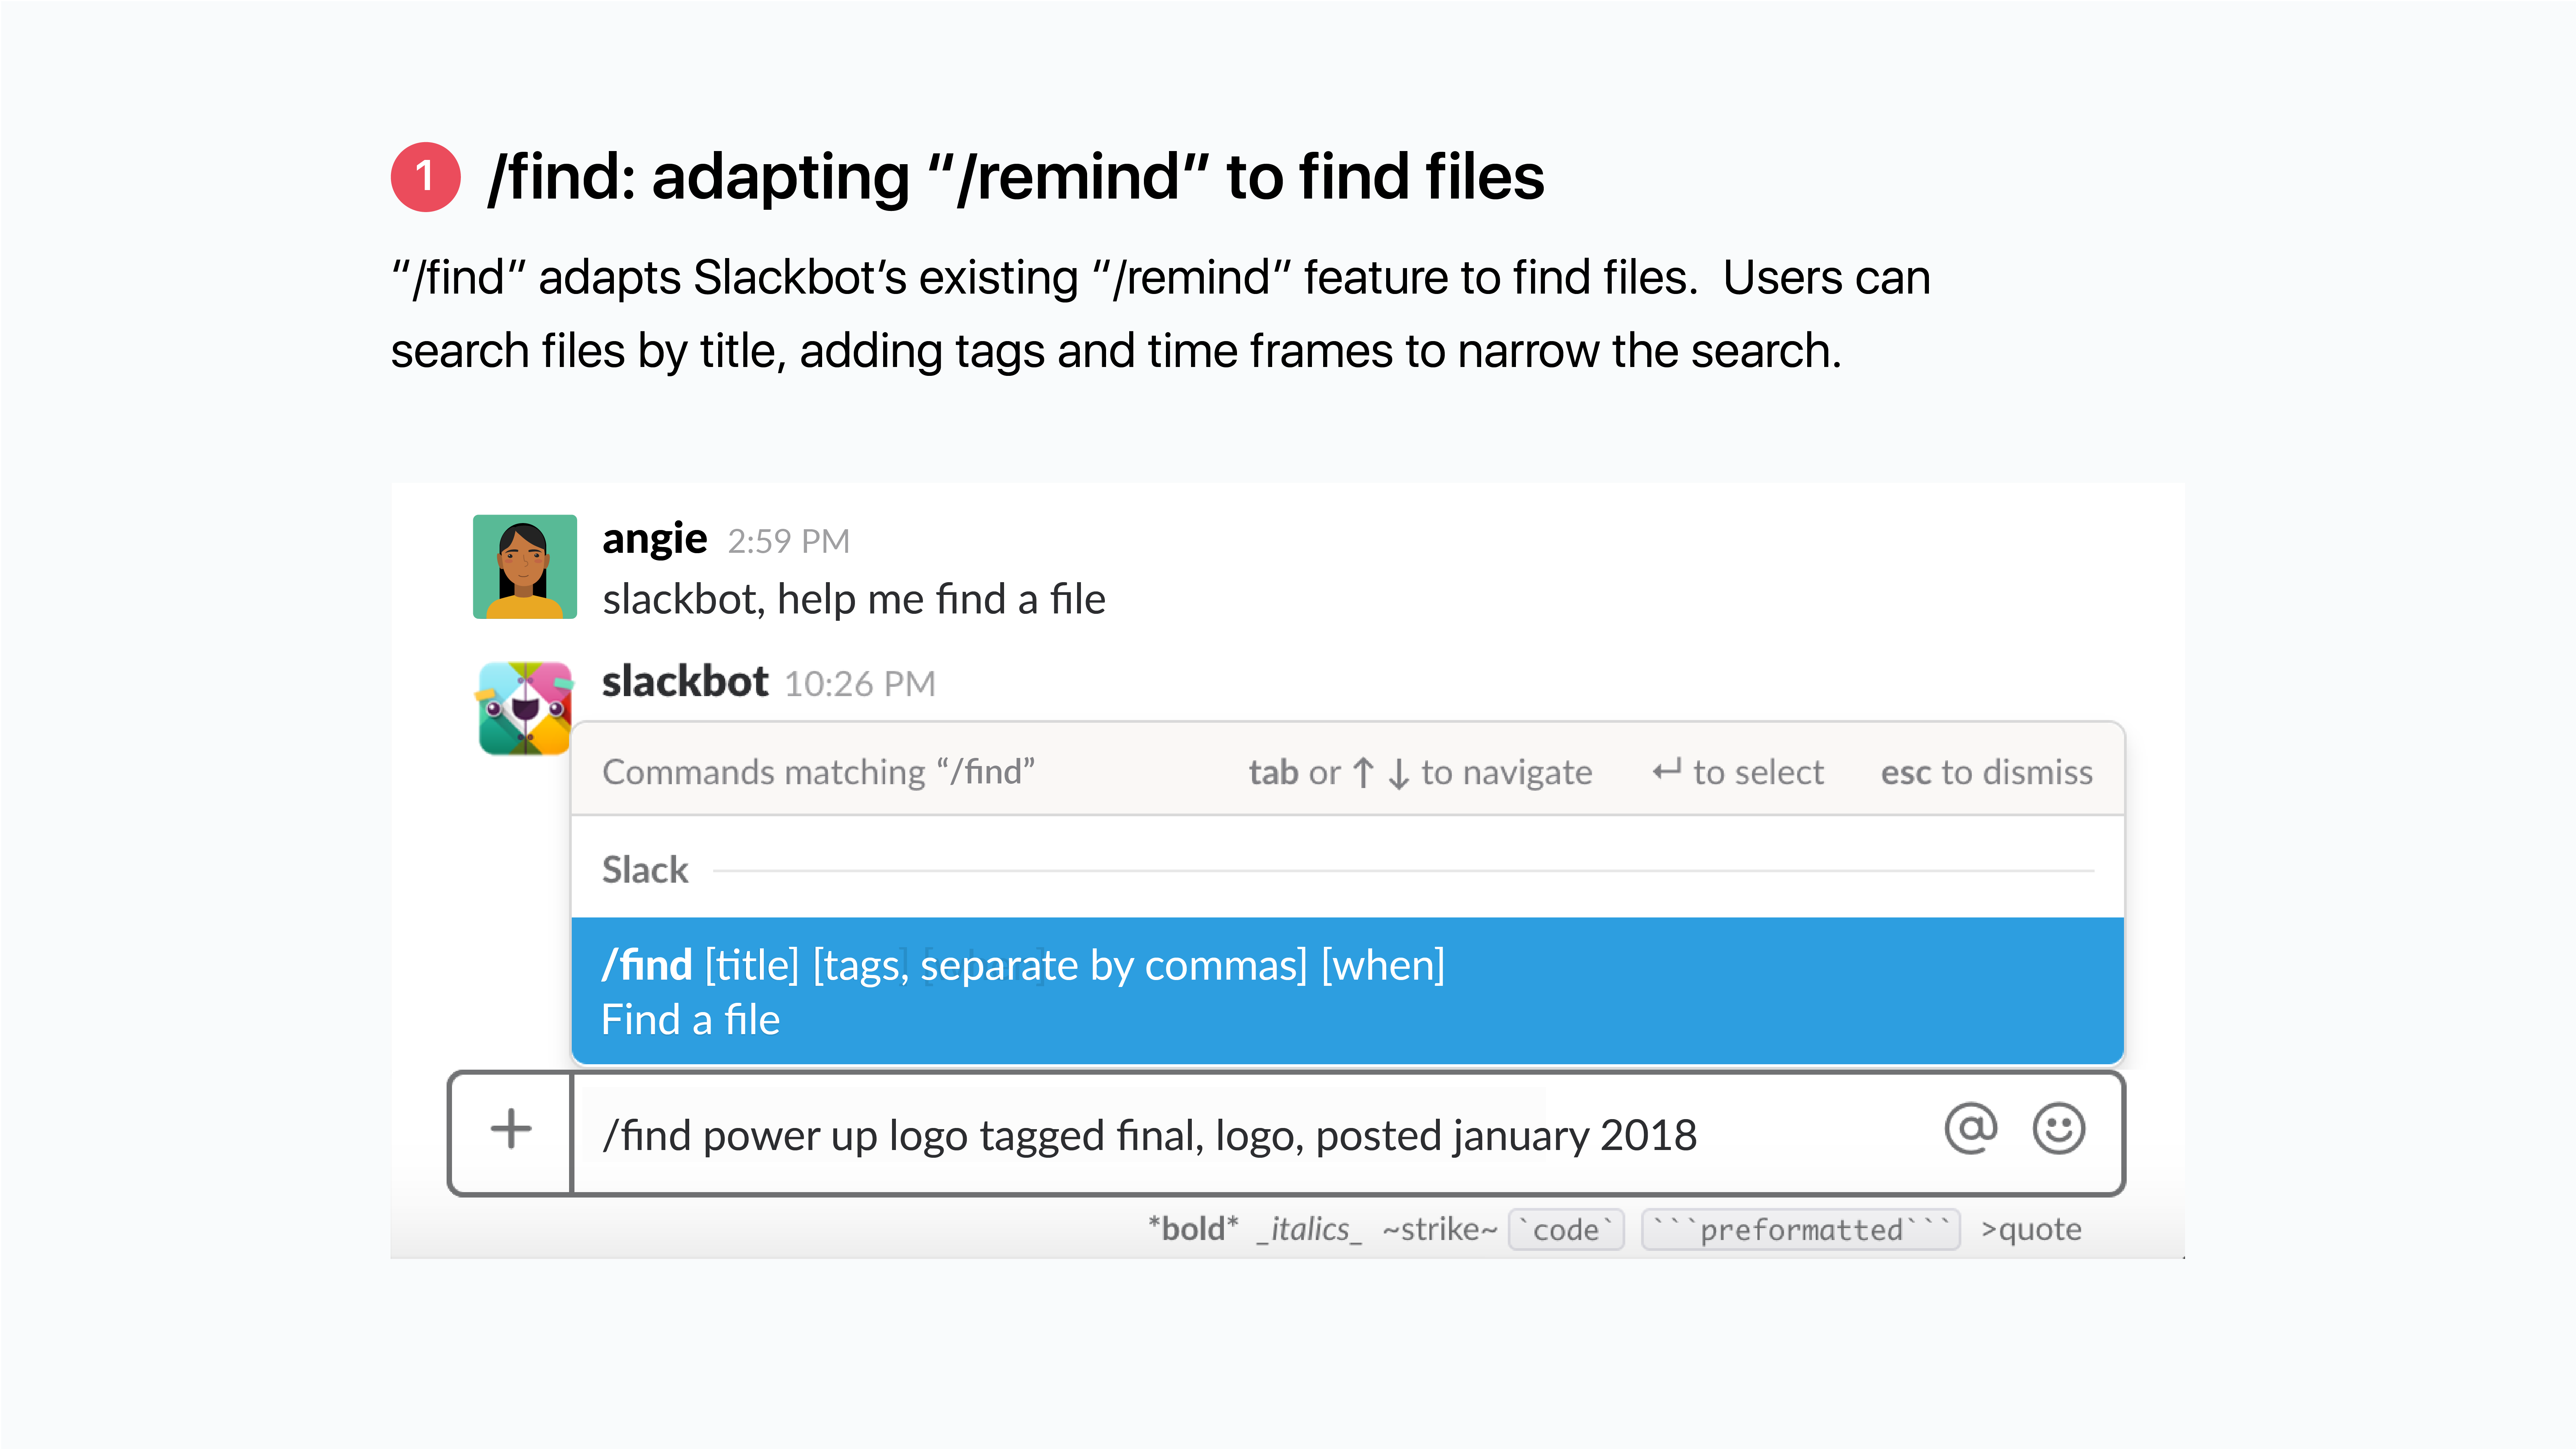 1 /find: adapting “/remind” to find files
“/find” adapts Slackbot’s existing “/remind” feature to find files.  Users can
search files by title, adding tags and time frames to narrow the search.
angie 2:59 PM
slackbot, help me find a file
slackbot 10:26 PM
Commands matching “/find” tab or ↑ ↓ to navigate ↵ to select esc to dismiss
Slack
/find [title] [tags, separate by commas] [when]
Find a file
+ /find power up logo tagged final, logo, posted january 2018 @
*bold* _italics_ ~strike~ `code` ```preformatted``` >quote